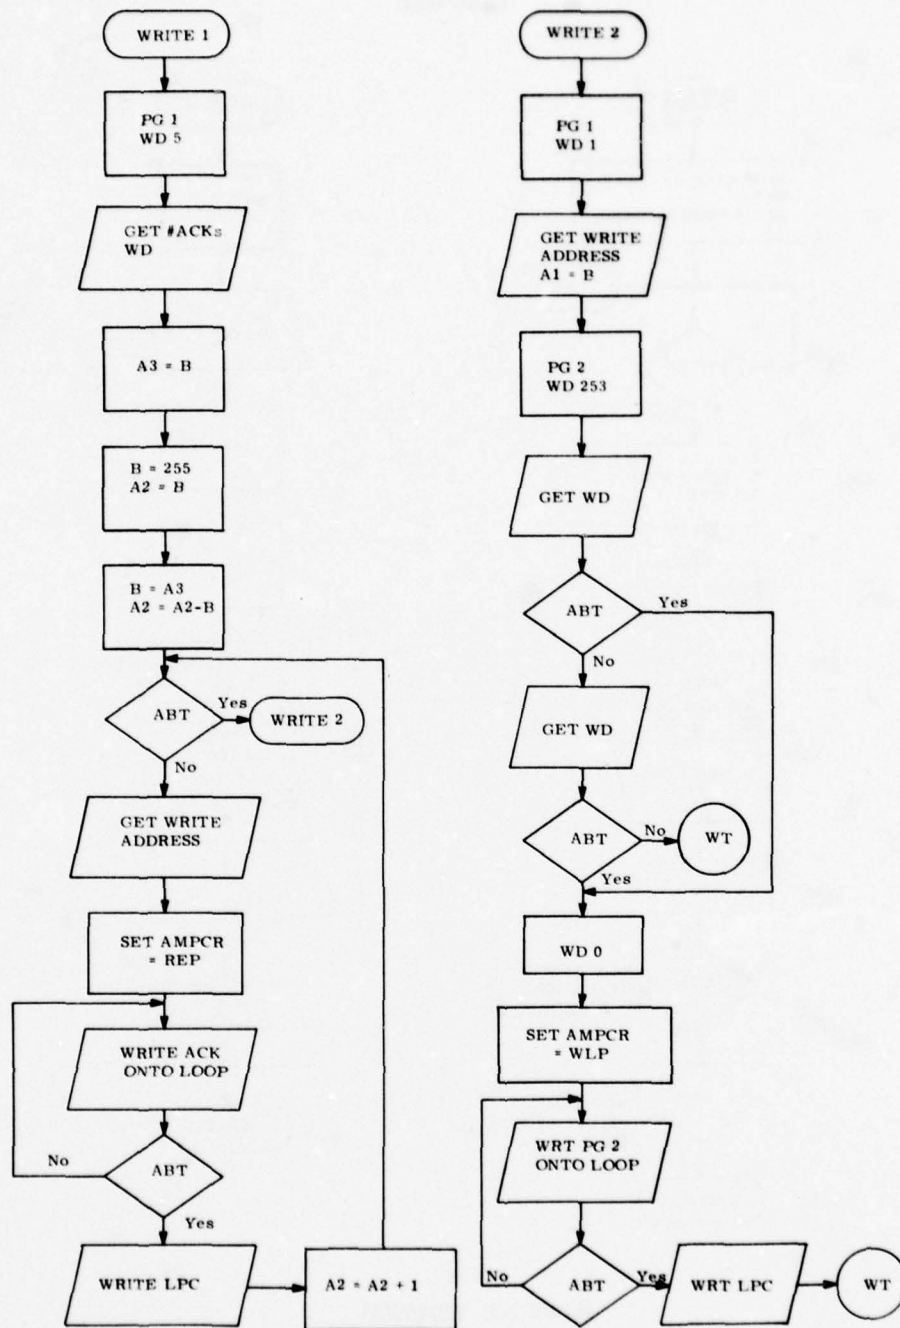 WRITE 1
PG 1
WD 5
GET #ACKs
WD
A3 = B
B = 255
A2 = B
B = A3
A2 = A2-B
ABT
Yes
WRITE 2
No
GET WRITE
ADDRESS
SET AMPCR
= REP
WRITE ACK
ONTO LOOP
No
ABT
Yes
WRITE LPC
A2 = A2 + 1
WRITE 2
PG 1
WD 1
GET WRITE
ADDRESS
A1 = B
PG 2
WD 253
GET WD
ABT
Yes
No
GET WD
ABT
No
WT
Yes
WD 0
SET AMPCR
= WLP
WRT PG 2
ONTO LOOP
No
ABT
Yes
WRT LPC
WT